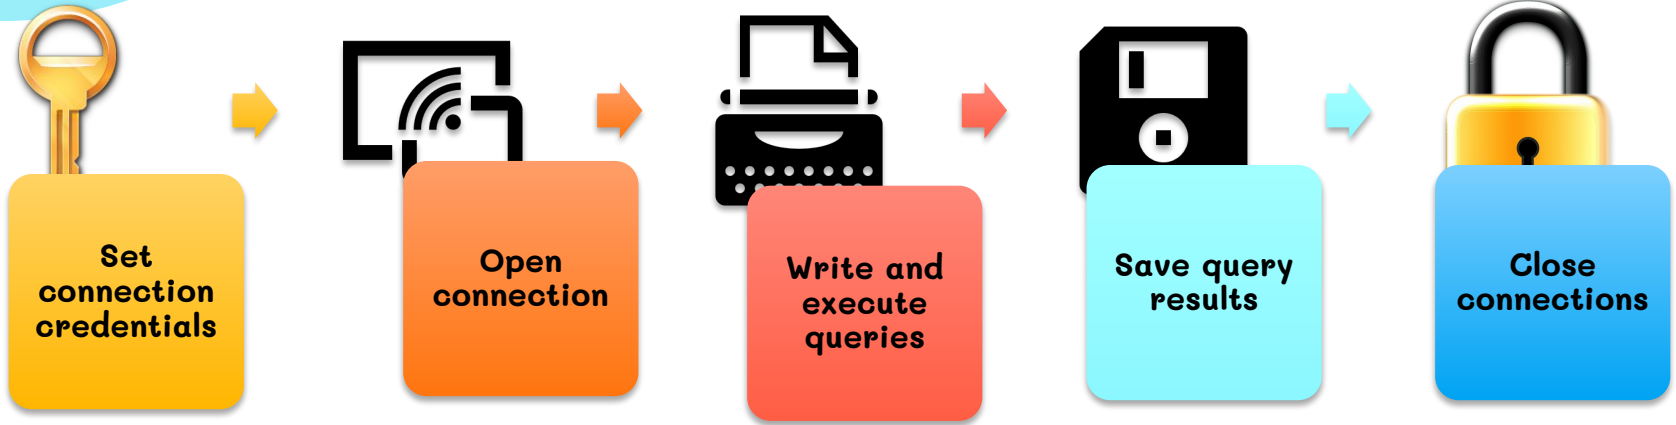 Set
connection
credentials
Open
connection
Write and
execute
queries
Save query
results
Close
connections